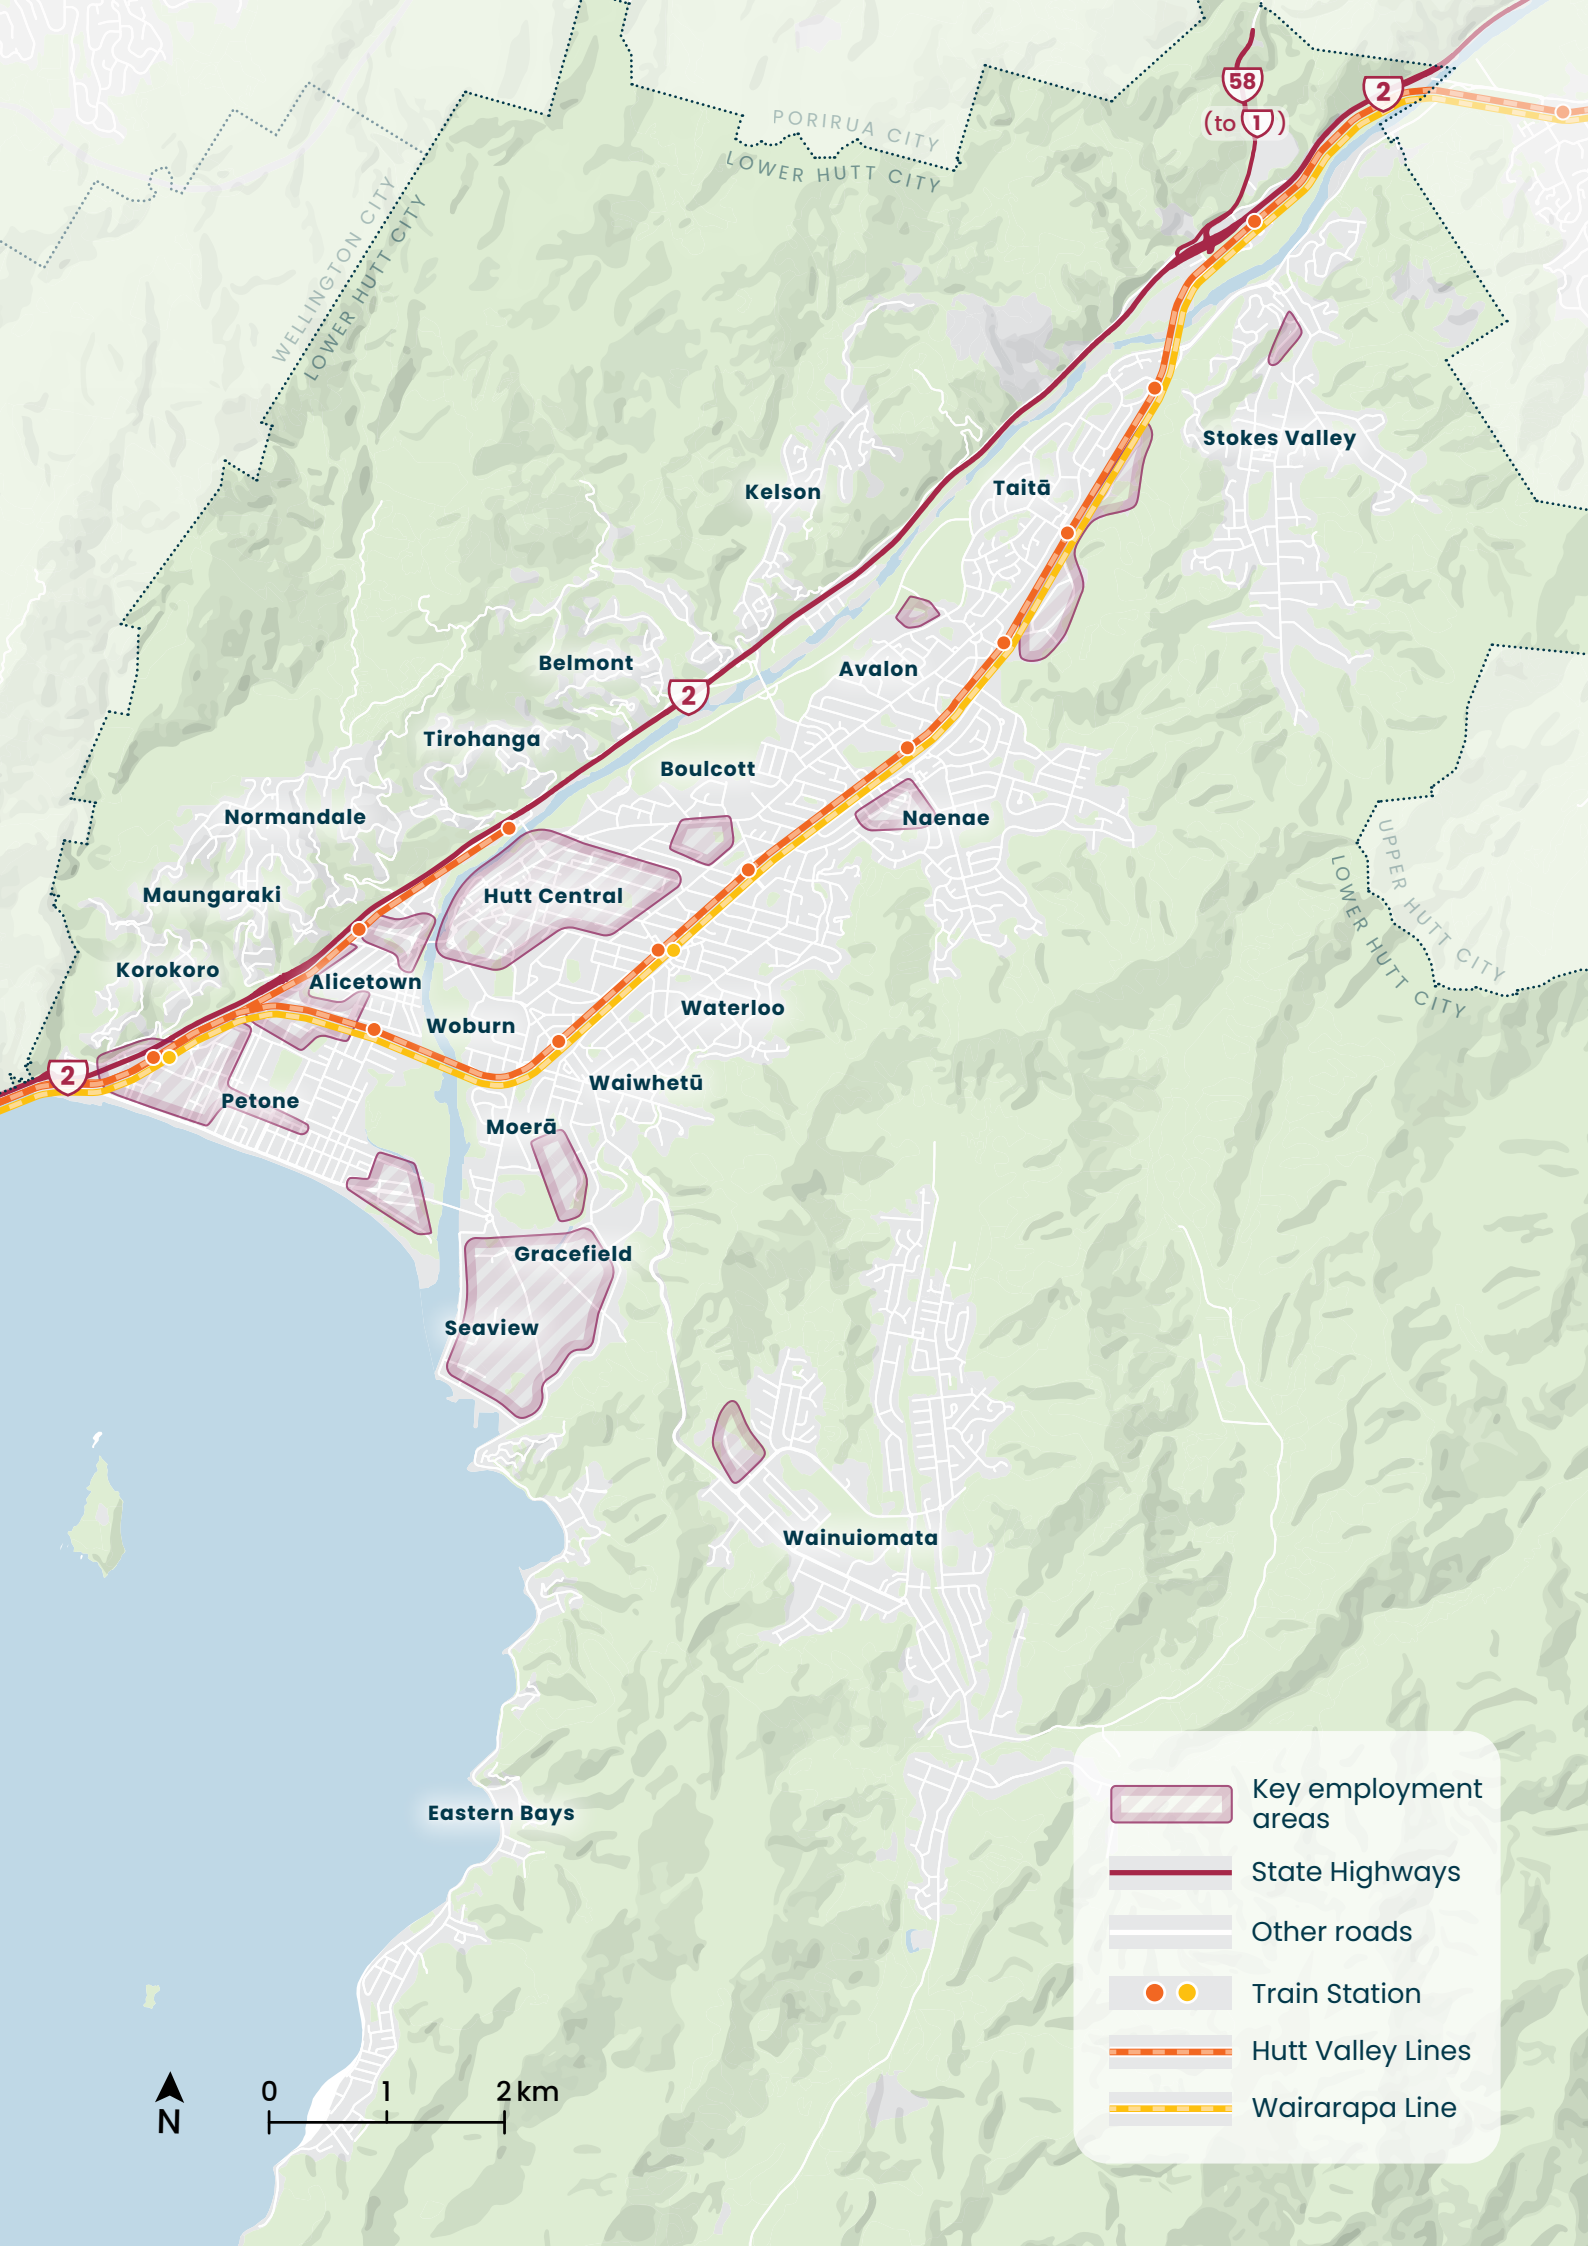 58
2
(to 1)
PORIRUA CITY
LOWER HUTT CITY
WELLINGTON CITY
LOWER HUTT CITY
Stokes Valley
Taitā
Kelson
Belmont
Avalon
2
Tirohanga
Boulcott
Normandale
Naenae
UPPER HUTT CITY
LOWER HUTT CITY
Maungaraki
Hutt Central
Korokoro
Alicetown
Waterloo
Woburn
2
Waiwhetū
Petone
Moerā
Gracefield
Seaview
Wainuiomata
Eastern Bays
Key employment
areas
State Highways
Other roads
Train Station
Hutt Valley Lines
Wairarapa Line
0 1 2 km
N